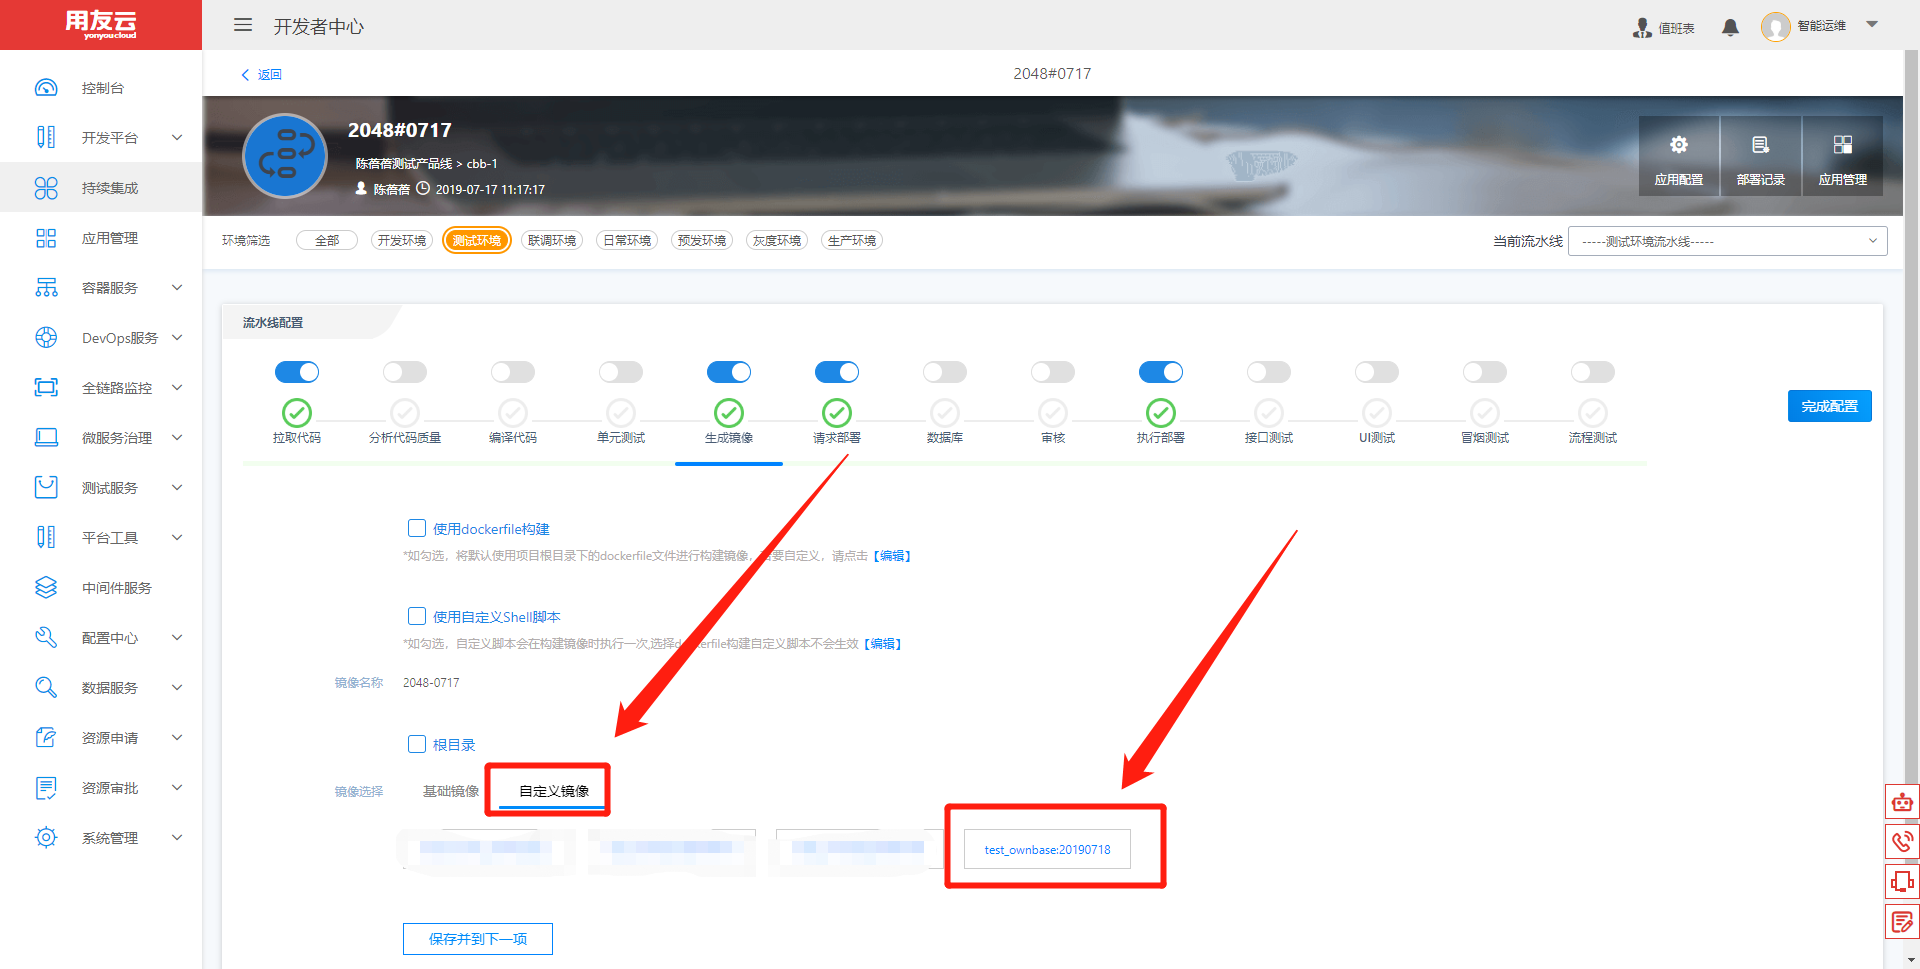 用友云
yonyoucloud
开发者中心
值班表
智能运维
控制台
开发平台
持续集成
应用管理
容器服务
DevOps服务
全链路监控
微服务治理
测试服务
平台工具
中间件服务
配置中心
数据服务
资源申请
资源审批
系统管理
返回
2048#0717
2048#0717
陈蓓蓓测试产品线 > cbb-1
陈蓓蓓 2019-07-17 11:17:17
应用配置
部署记录
应用管理
环境筛选
全部
开发环境
测试环境
联调环境
日常环境
预发环境
灰度环境
生产环境
当前流水线
-----测试环境流水线-----
流水线配置
拉取代码
分析代码质量
编译代码
单元测试
生成镜像
请求部署
数据库
审核
执行部署
接口测试
UI测试
冒烟测试
流程测试
完成配置
使用dockerfile构建
*如勾选，将默认使用项目根目录下的dockerfile文件进行构建镜像，要自定义，请点击【编辑】
使用自定义Shell脚本
*如勾选，自定义脚本会在构建镜像时执行一次,选择d erfile构建自定义脚本不会生效【编辑】
镜像名称 2048-0717
根目录
镜像选择
基础镜像
自定义镜像
test_ownbase:20190718
保存并到下一项